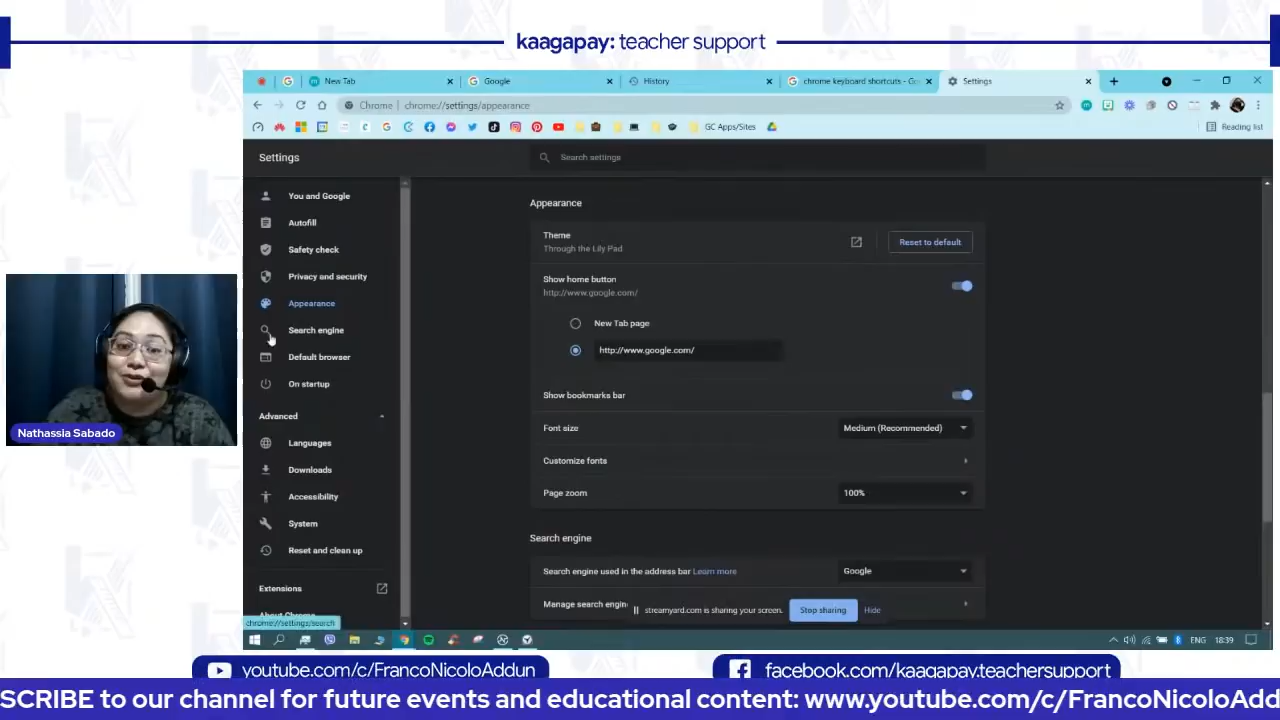 kaagapay: teacher support
New Tab
Google
History
chrome keyboard shortcuts - Go
Settings
Chrome | chrome://settings/appearance
GC Apps/Sites
Reading list
Settings
Search settings
You and Google
Autofill
Safety check
Privacy and security
Appearance
Search engine
Default browser
On startup
Advanced
Languages
Downloads
Accessibility
System
Reset and clean up
Extensions
About Chrome
chrome://settings/search
Appearance
Theme
Through the Lily Pad
Reset to default
Show home button
http://www.google.com/
New Tab page
http://www.google.com/
Show bookmarks bar
Font size
Medium (Recommended)
Customize fonts
Page zoom
100%
Search engine
Search engine used in the address bar Learn more
Google
Manage search engin
streamyard.com is sharing your screen.
Stop sharing
Hide
ENG
18:39
Nathassia Sabado
youtube.com/c/FrancoNicoloAddun
facebook.com/kaagapay.teachersupport
SCRIBE to our channel for future events and educational content: www.youtube.com/c/FrancoNicoloAdd